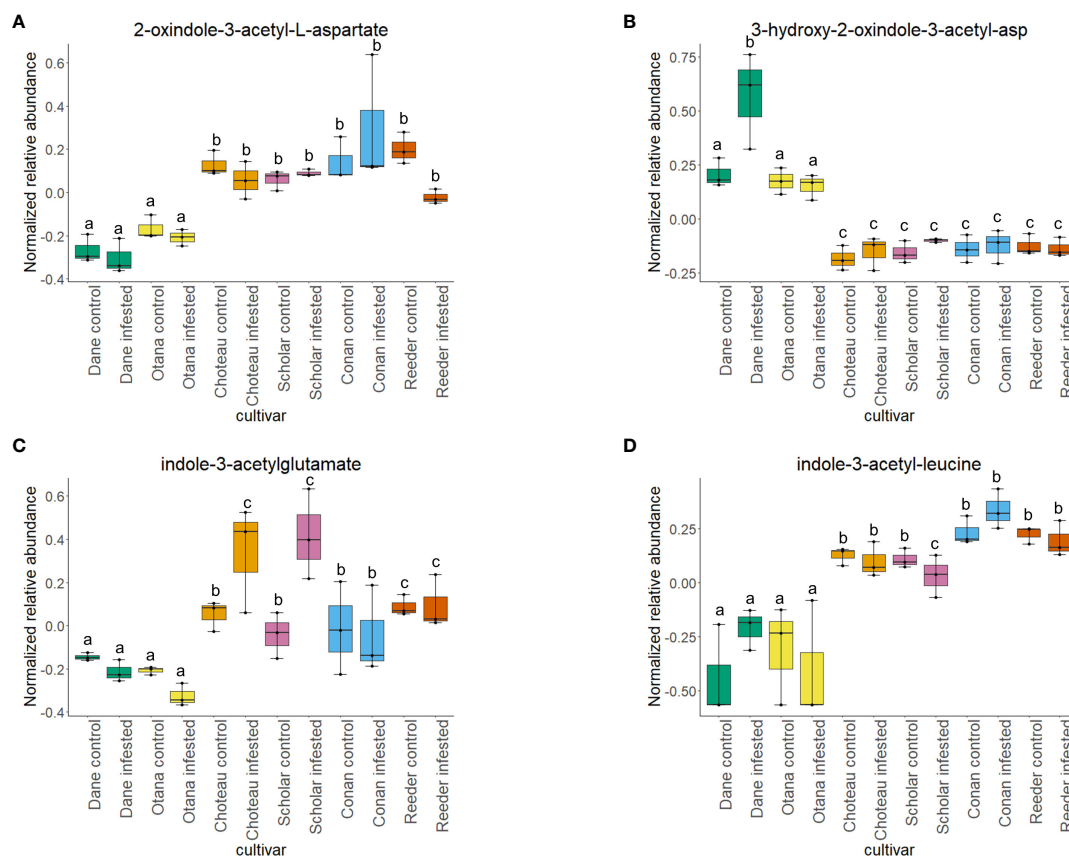 A
2-oxindole-3-acetyl-L-aspartate
Normalized relative abundance
0.6
0.4
0.2
0.0
-0.2
-0.4
a
a
a
a
b
b
b
b
b
b
b
b
Dane control
Dane infested
Otana control
Otana infested
Choteau control
Choteau infested
Scholar control
Scholar infested
Conan control
Conan infested
Reeder control
Reeder infested
cultivar
B
3-hydroxy-2-oxindole-3-acetyl-asp
Normalized relative abundance
0.75
0.50
0.25
0.00
-0.25
a
b
a
a
c
c
c
c
c
c
c
c
Dane control
Dane infested
Otana control
Otana infested
Choteau control
Choteau infested
Scholar control
Scholar infested
Conan control
Conan infested
Reeder control
Reeder infested
cultivar
C
indole-3-acetylglutamate
Normalized relative abundance
0.6
0.4
0.2
0.0
-0.2
-0.4
a
a
a
a
b
c
b
c
b
b
c
c
Dane control
Dane infested
Otana control
Otana infested
Choteau control
Choteau infested
Scholar control
Scholar infested
Conan control
Conan infested
Reeder control
Reeder infested
cultivar
D
indole-3-acetyl-leucine
Normalized relative abundance
0.25
0.00
-0.25
-0.50
a
a
a
a
b
b
b
c
b
b
b
b
Dane control
Dane infested
Otana control
Otana infested
Choteau control
Choteau infested
Scholar control
Scholar infested
Conan control
Conan infested
Reeder control
Reeder infested
cultivar